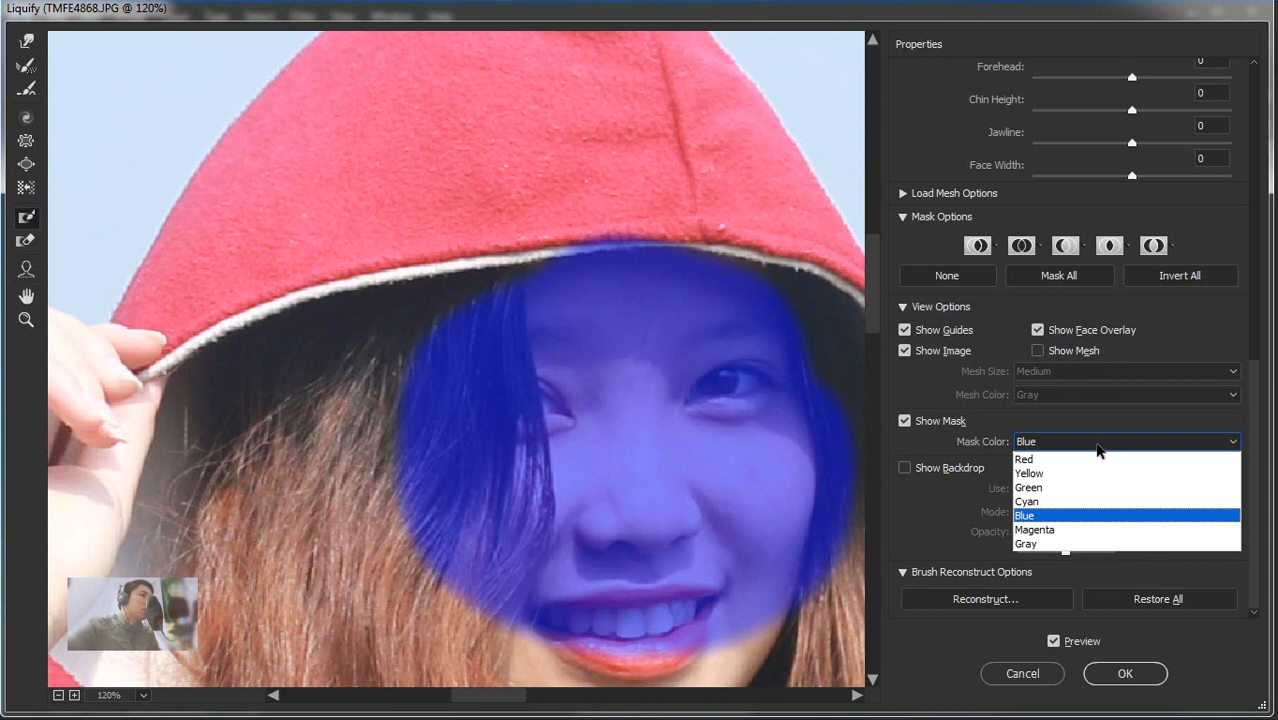 Liquify (TMFE4868.JPG @ 120%)
Properties
Forehead: 0
Chin Height: 0
Jawline: 0
Face Width: 0
Load Mesh Options
Mask Options
None Mask All Invert All
View Options
Show Guides Show Face Overlay
Show Image Show Mesh
Mesh Size: Medium
Mesh Color: Gray
Show Mask
Mask Color: Blue
Red
Yellow
Show Backdrop
Green
Use:
Cyan
Mode:
Blue
Opacity:
Magenta
Gray
Brush Reconstruct Options
Reconstruct... Restore All
Preview
Cancel OK
120%